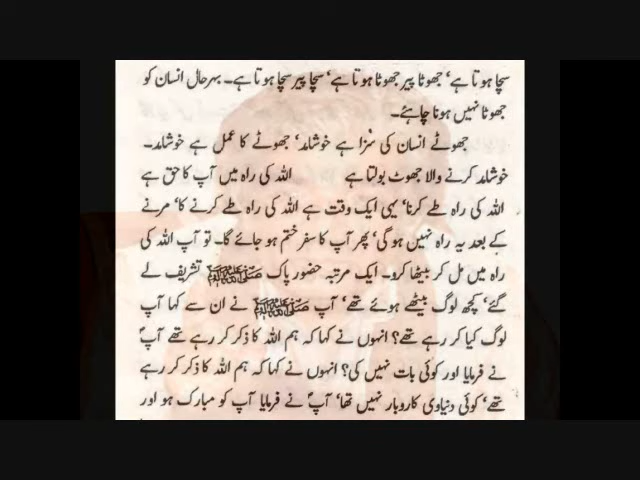 سچا ہوتا ہے‘ جھوٹا پیر جھوٹا ہوتا ہے‘ سچا پیر سچا ہوتا ہے۔ بہرحال انسان کو
جھوٹا نہیں ہونا چاہئے۔
جھوٹے انسان کی سزا ہے خوشامد‘ جھوٹے کا عمل ہے خوشامد۔
خوشامد کرنے والا جھوٹ بولتا ہے اللہ کی راہ میں آپ کا حق ہے
اللہ کی راہ طے کرنا‘ یہی ایک وقت ہے اللہ کی راہ طے کرنے کا‘ مرنے
کے بعد یہ راہ نہیں ہو گی‘ پھر آپ کا سفر ختم ہو جائے گا۔ تو آپ اللہ کی
راہ میں مل کر بیٹھا کرو۔ ایک مرتبہ حضور پاک ﷺ تشریف لے
گئے‘ کچھ لوگ بیٹھے ہوئے تھے‘ آپ ﷺ نے ان سے کہا آپ
لوگ کیا کر رہے تھے؟ انہوں نے کہا کہ ہم اللہ کا ذکر کر رہے تھے آپؐ
نے فرمایا اور کوئی بات نہیں کی؟ انہوں نے کہا کہ ہم اللہ کا ذکر کر رہے
تھے‘ کوئی دنیاوی کاروبار نہیں تھا‘ آپؐ نے فرمایا آپ کو مبارک ہو اور